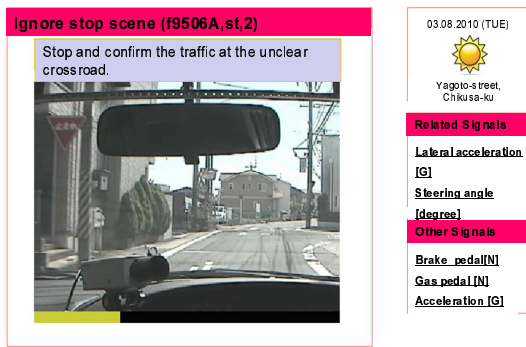 Ignore stop scene (f9506A,st,2)
Stop and confirm the traffic at the unclear
crossroad.
03.08.2010 (TUE)
Yagoto-street,
Chikusa-ku
Related Signals
Lateral acceleration
[G]
Steering angle
[degree]
Other Signals
Brake pedal[N]
Gas pedal [N]
Acceleration [G]